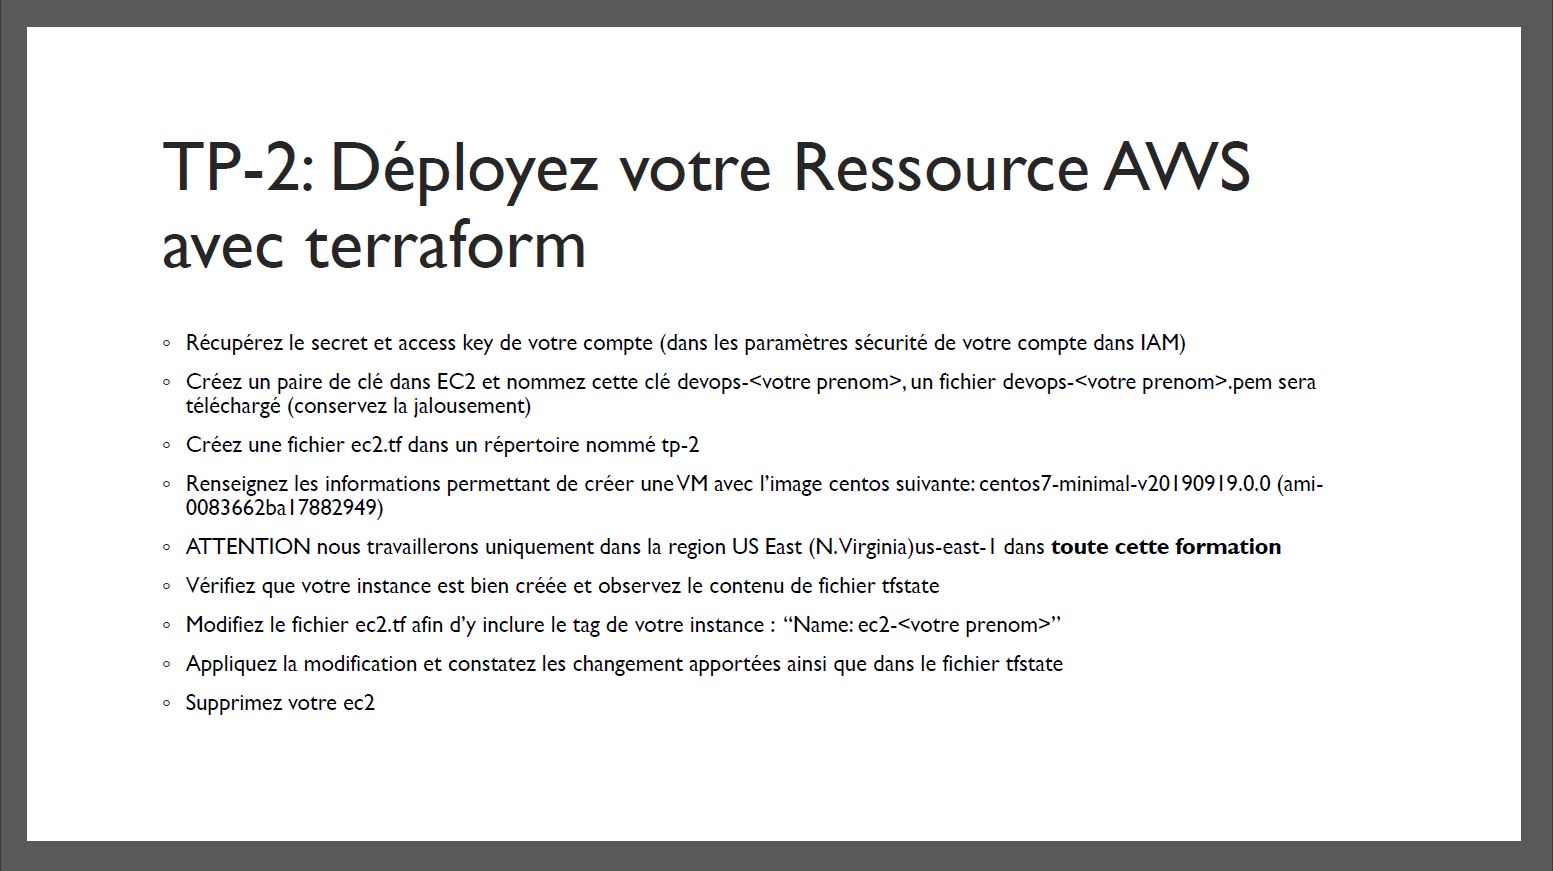 TP-2: Déployez votre Ressource AWS
avec terraform
◦ Récupérez le secret et access key de votre compte (dans les paramètres sécurité de votre compte dans IAM)
◦ Créez un paire de clé dans EC2 et nommez cette clé devops-<votre prenom>, un fichier devops-<votre prenom>.pem sera
téléchargé (conservez la jalousement)
◦ Créez une fichier ec2.tf dans un répertoire nommé tp-2
◦ Renseignez les informations permettant de créer une VM avec l’image centos suivante: centos7-minimal-v20190919.0.0 (ami-
0083662ba17882949)
◦ ATTENTION nous travaillerons uniquement dans la region US East (N. Virginia)us-east-1 dans toute cette formation
◦ Vérifiez que votre instance est bien créée et observez le contenu de fichier tfstate
◦ Modifiez le fichier ec2.tf afin d’y inclure le tag de votre instance : “Name: ec2-<votre prenom>”
◦ Appliquez la modification et constatez les changement apportées ainsi que dans le fichier tfstate
◦ Supprimez votre ec2